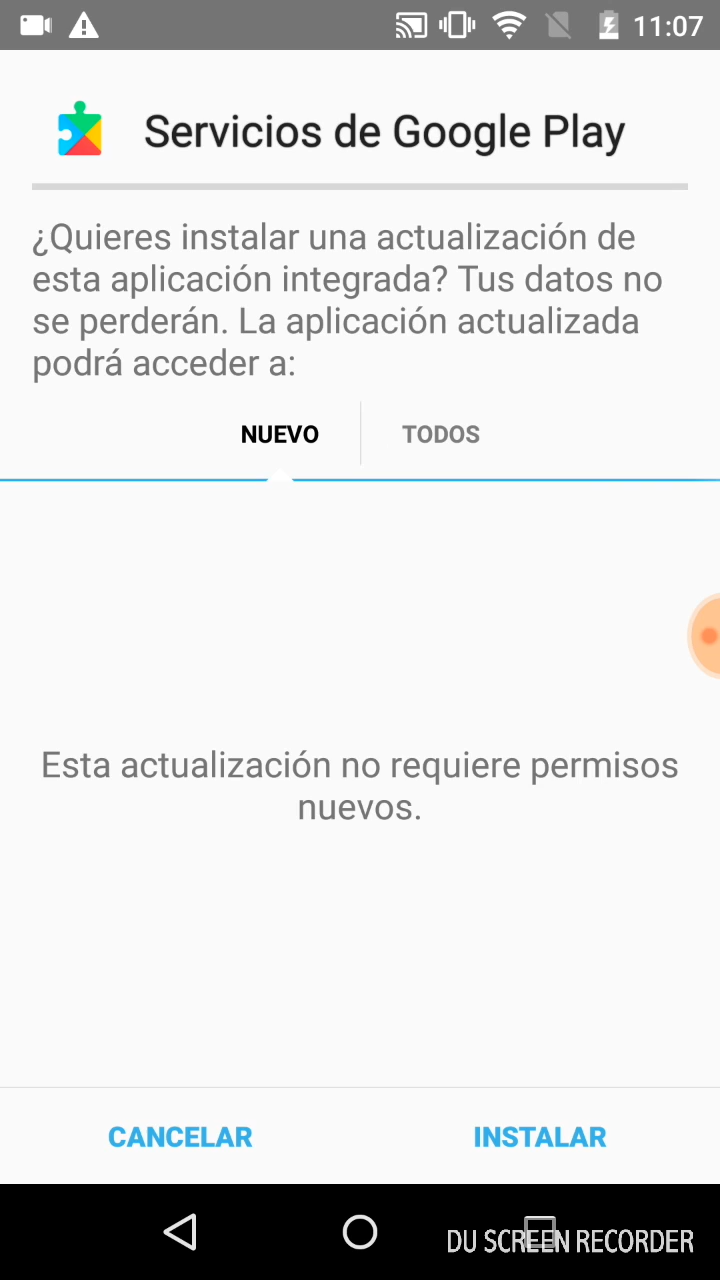 11:07
Servicios de Google Play
¿Quieres instalar una actualización de
esta aplicación integrada? Tus datos no
se perderán. La aplicación actualizada
podrá acceder a:
NUEVO TODOS
Esta actualización no requiere permisos
nuevos.
CANCELAR INSTALAR
DU SCREEN RECORDER